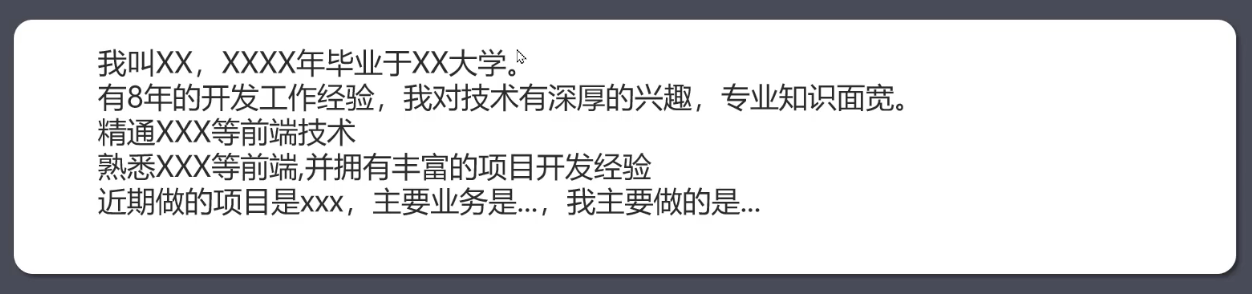 我叫XX，XXXX年毕业于XX大学。
有8年的开发工作经验，我对技术有深厚的兴趣，专业知识面宽。
精通XXX等前端技术
熟悉XXX等前端,并拥有丰富的项目开发经验
近期做的项目是xxx，主要业务是...，我主要做的是...